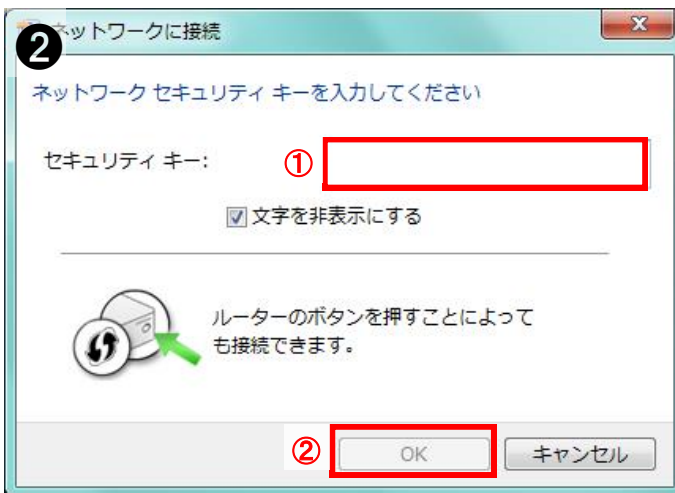 ❷
ネットワークに接続
ネットワーク セキュリティ キーを入力してください
セキュリティ キー: ①
文字を非表示にする
ルーターのボタンを押すことによって
も接続できます。
② OK キャンセル